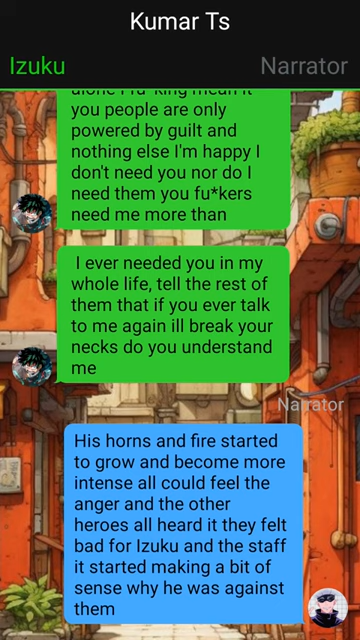 Kumar Ts
Izuku
Narrator
alone I fu*king mean it
you people are only
powered by guilt and
nothing else I'm happy I
don't need you nor do I
need them you fu*kers
need me more than
I ever needed you in my
whole life, tell the rest of
them that if you ever talk
to me again ill break your
necks do you understand
me
Narrator
His horns and fire started
to grow and become more
intense all could feel the
anger and the other
heroes all heard it they felt
bad for Izuku and the staff
it started making a bit of
sense why he was against
them